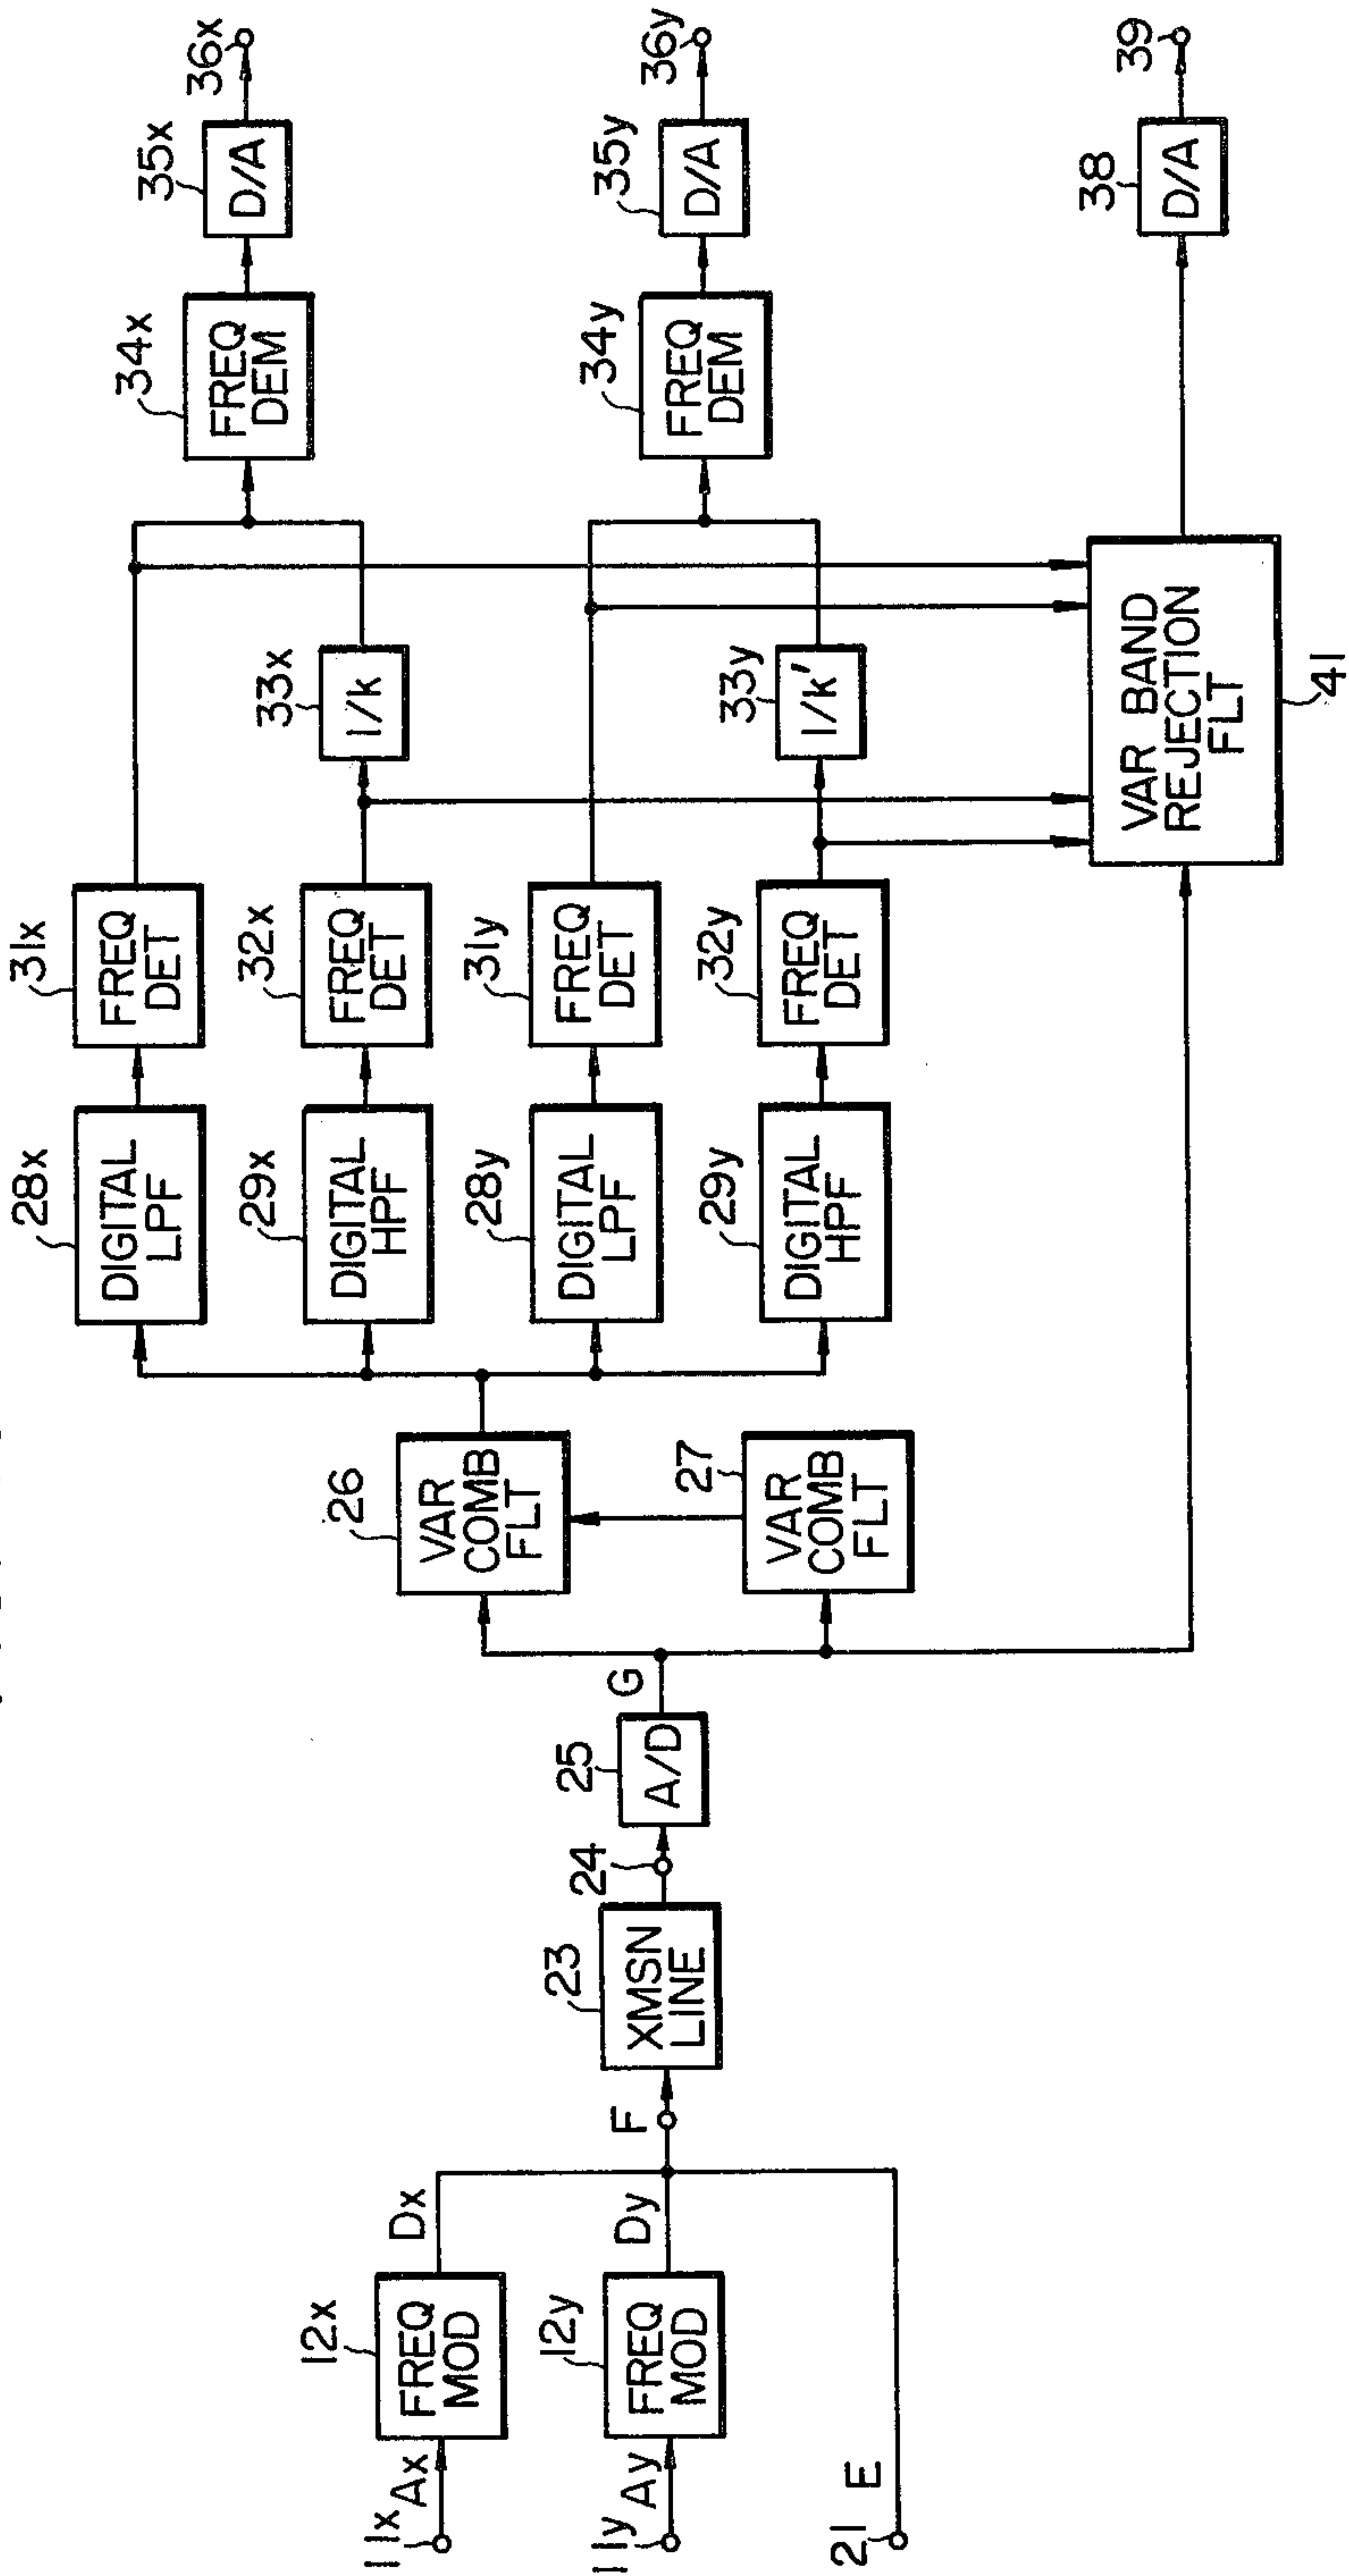 11x
Ax
12x
FREQ
MOD
Dx
11y
Ay
12y
FREQ
MOD
Dy
21
E
F
23
XMSN
LINE
24
25
A/D
G
26
VAR
COMB
FLT
27
VAR
COMB
FLT
28x
DIGITAL
LPF
29x
DIGITAL
HPF
28y
DIGITAL
LPF
29y
DIGITAL
HPF
31x
FREQ
DET
32x
FREQ
DET
31y
FREQ
DET
32y
FREQ
DET
33x
1/k
33y
1/k'
34x
FREQ
DEM
34y
FREQ
DEM
35x
D/A
36x
35y
D/A
36y
VAR BAND
REJECTION
FLT
41
38
D/A
39